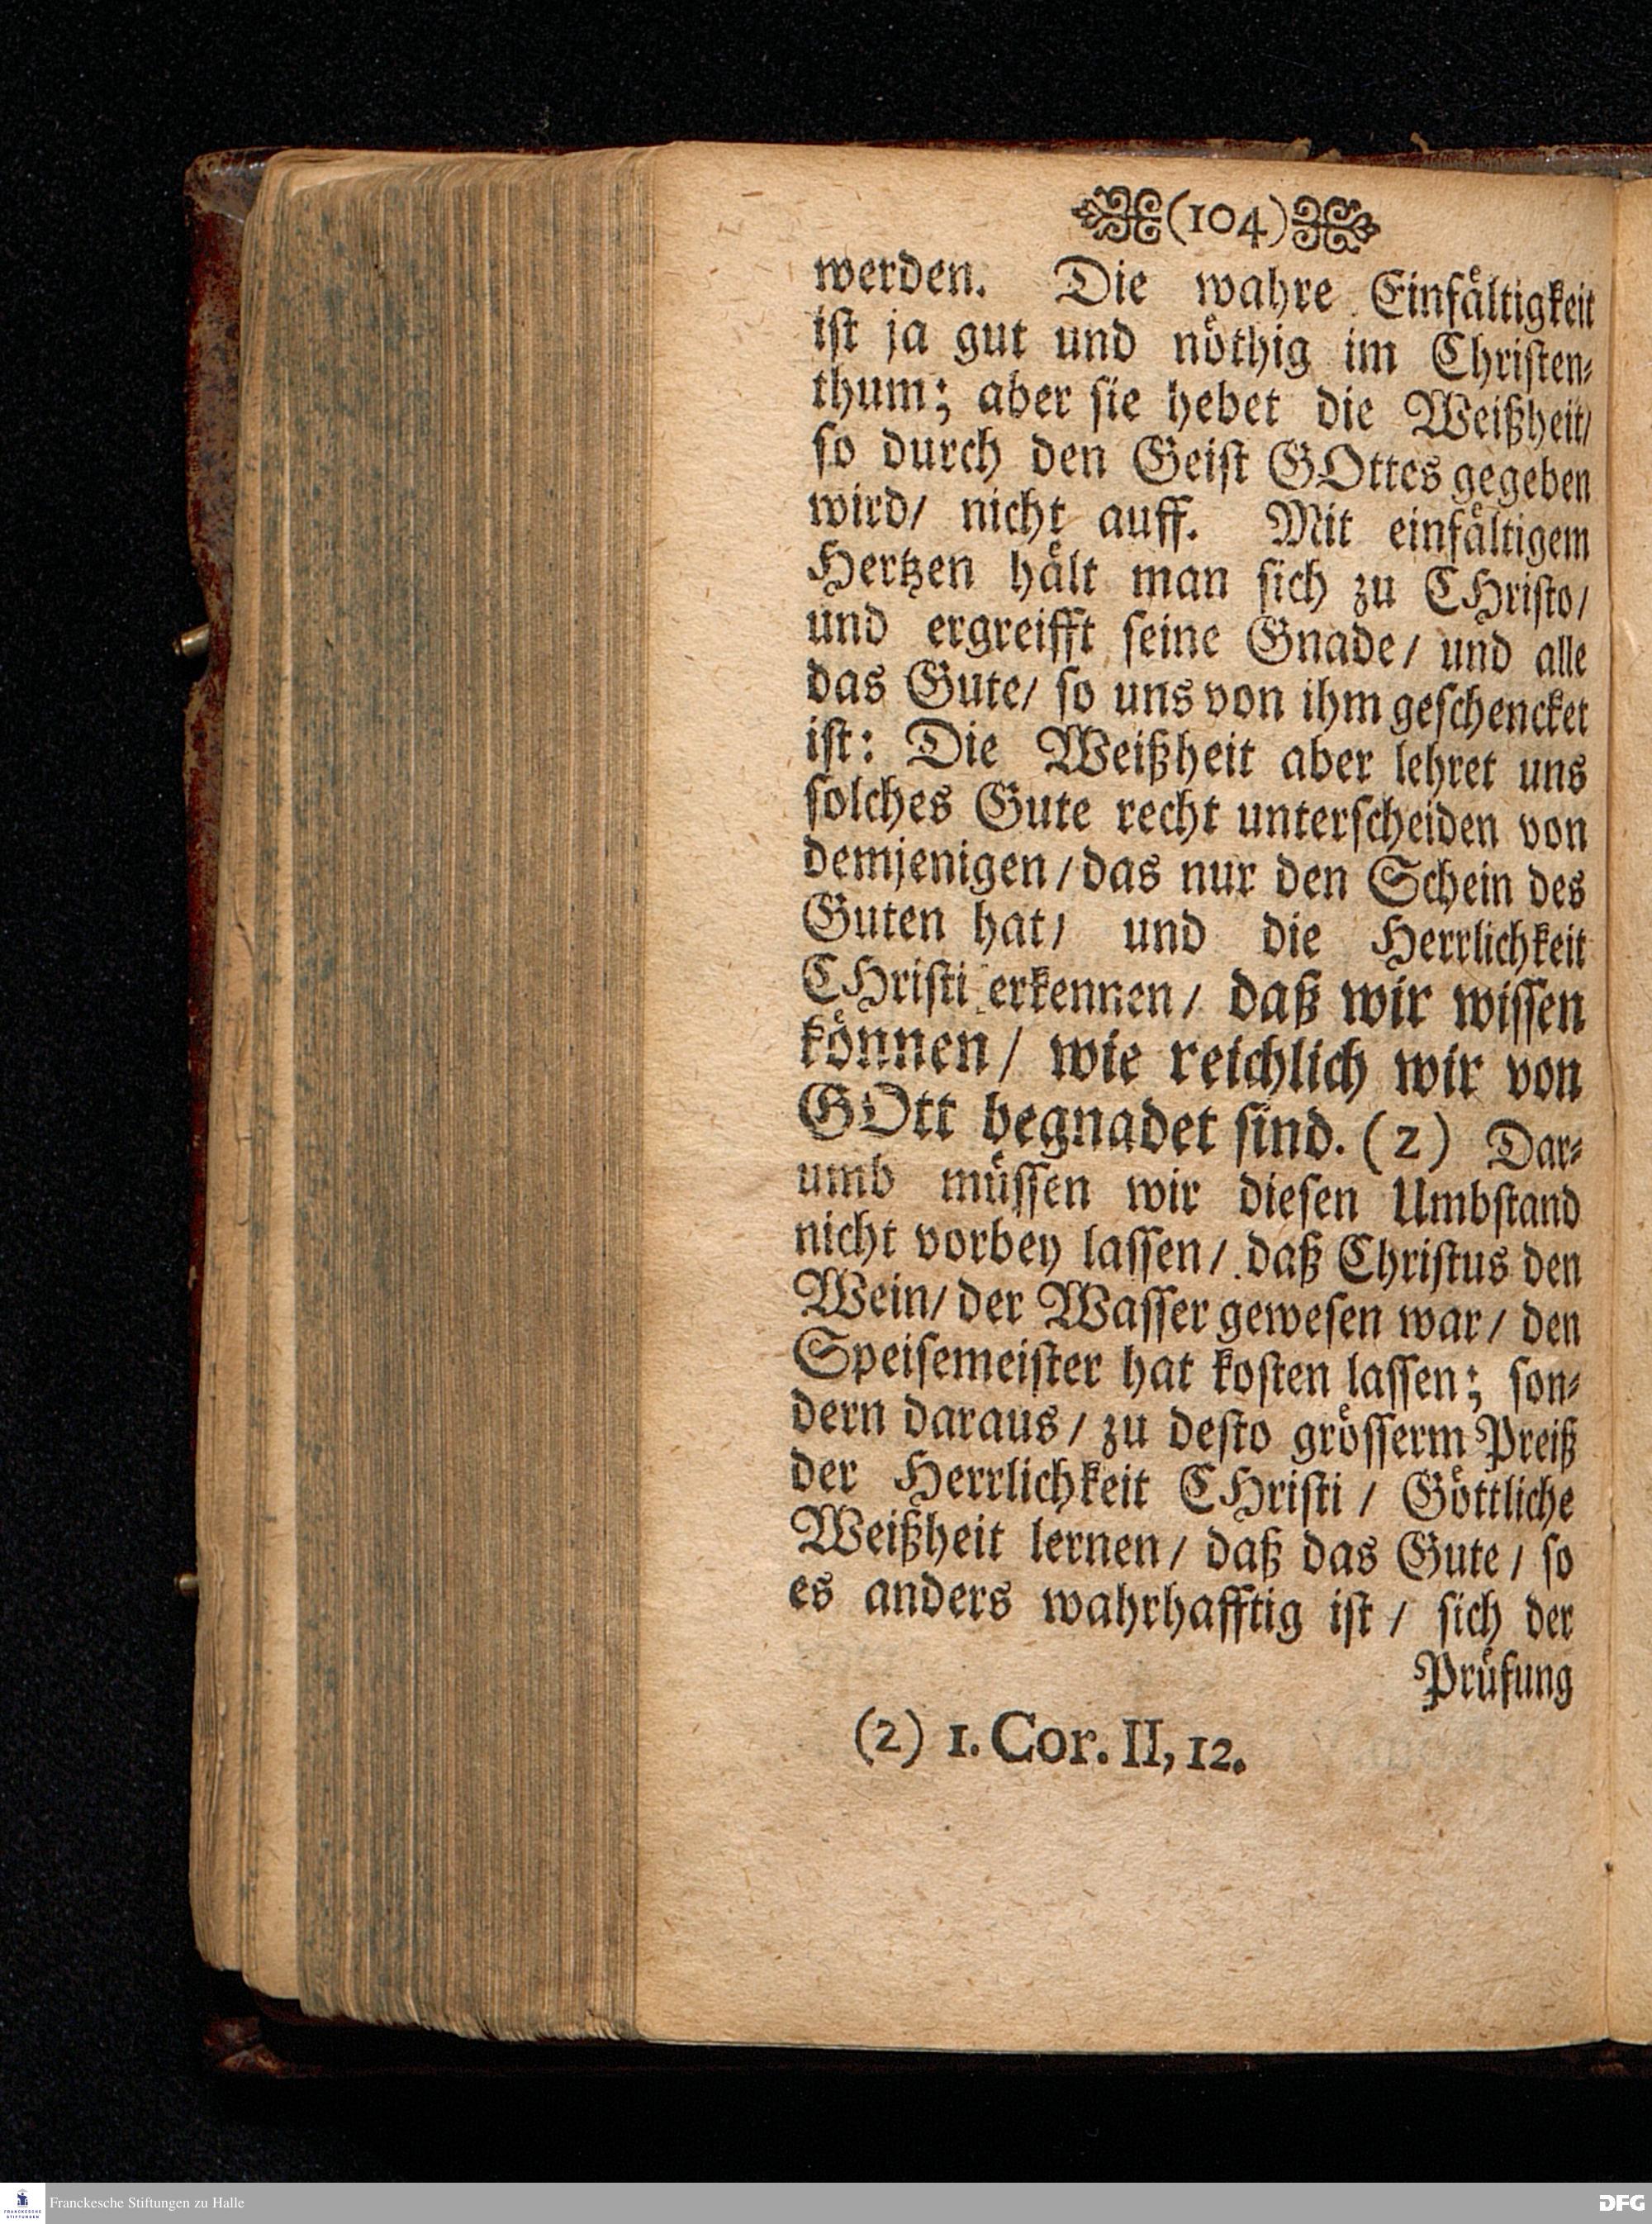 (104)
werden. Die wahre Einfältigkeit
ist ja gut und nöthig im Christen-
thum; aber sie hebet die Weißheit/
so durch den Geist GOttes gegeben
wird/ nicht auff. Mit einfältigem
Hertzen hält man sich zu CHristo/
und ergreifft seine Gnade/ und alle
das Gute/ so uns von ihm geschencket
ist: Die Weißheit aber lehret uns
solches Gute recht unterscheiden von
demjenigen/ das nur den Schein des
Guten hat/ und die Herrlichkeit
CHristi erkennen/ daß wir wissen
können/ wie reichlich wir von
GOtt begnadet sind. (2) Dar-
umb müssen wir diesen Umbstand
nicht vorbey lassen/ daß Christus den
Wein/ der Wasser gewesen war/ den
Speisemeister hat kosten lassen; son-
dern daraus/ zu desto grösserm Preiß
der Herrlichkeit CHristi/ Göttliche
Weißheit lernen/ daß das Gute/ so
es anders wahrhafftig ist/ sich der
Prüfung
(2) 1. Cor. II, 12.
Franckesche Stiftungen zu Halle
DFG